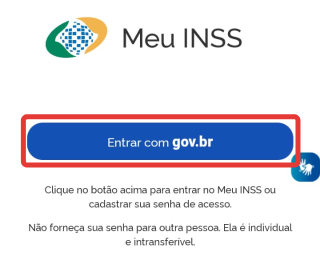 Meu INSS
Entrar com gov.br
Clique no botão acima para entrar no Meu INSS ou
cadastrar sua senha de acesso.
Não forneça sua senha para outra pessoa. Ela é individual
e intransferível.